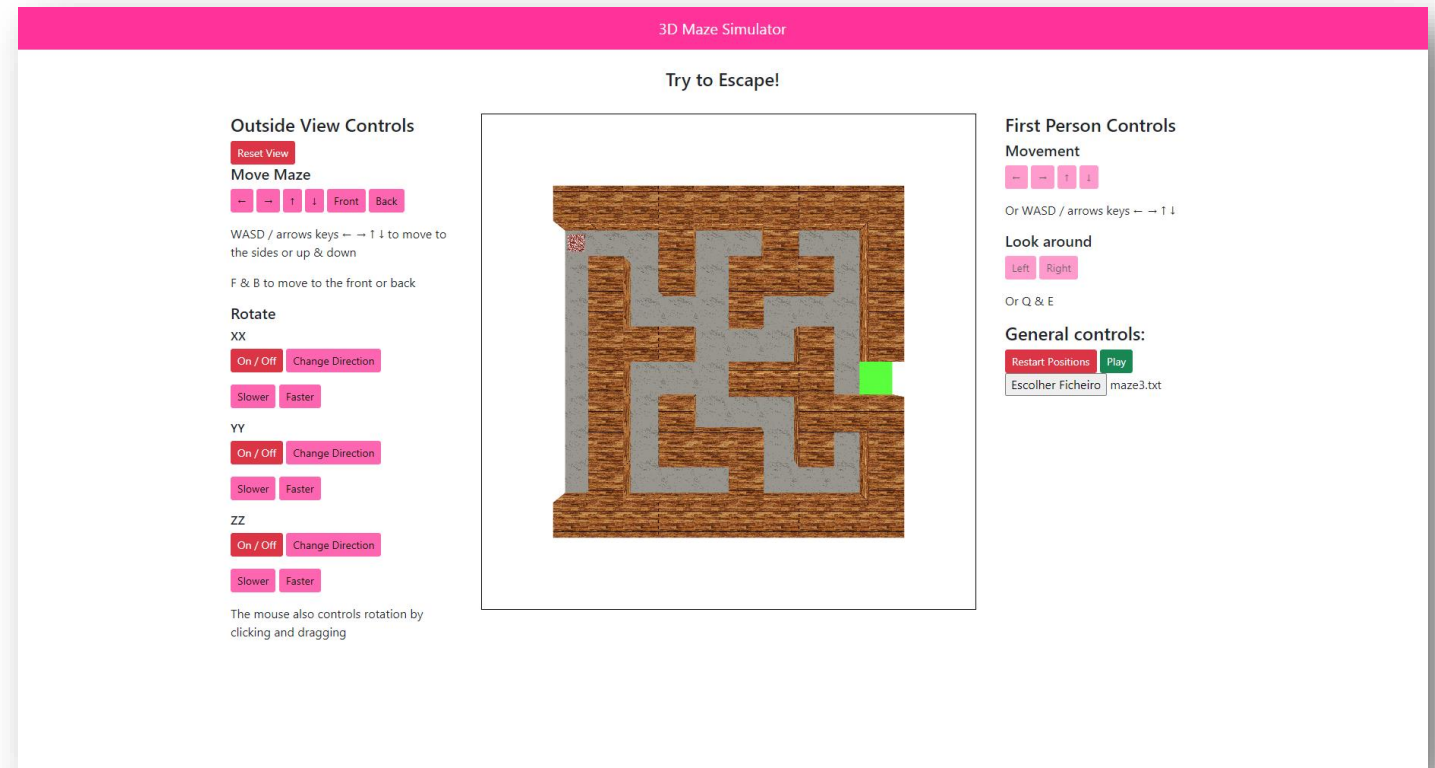 3D Maze Simulator
Try to Escape!
Outside View Controls
Reset View
Move Maze
← → ↑ ↓ Front Back
WASD / arrows keys ← → ↑ ↓ to move to
the sides or up & down
F & B to move to the front or back
Rotate
XX
On / Off Change Direction
Slower Faster
YY
On / Off Change Direction
Slower Faster
ZZ
On / Off Change Direction
Slower Faster
The mouse also controls rotation by
clicking and dragging
First Person Controls
Movement
← → ↑ ↓
Or WASD / arrows keys ← → ↑ ↓
Look around
Left Right
Or Q & E
General controls:
Restart Positions Play
Escolher Ficheiro maze3.txt